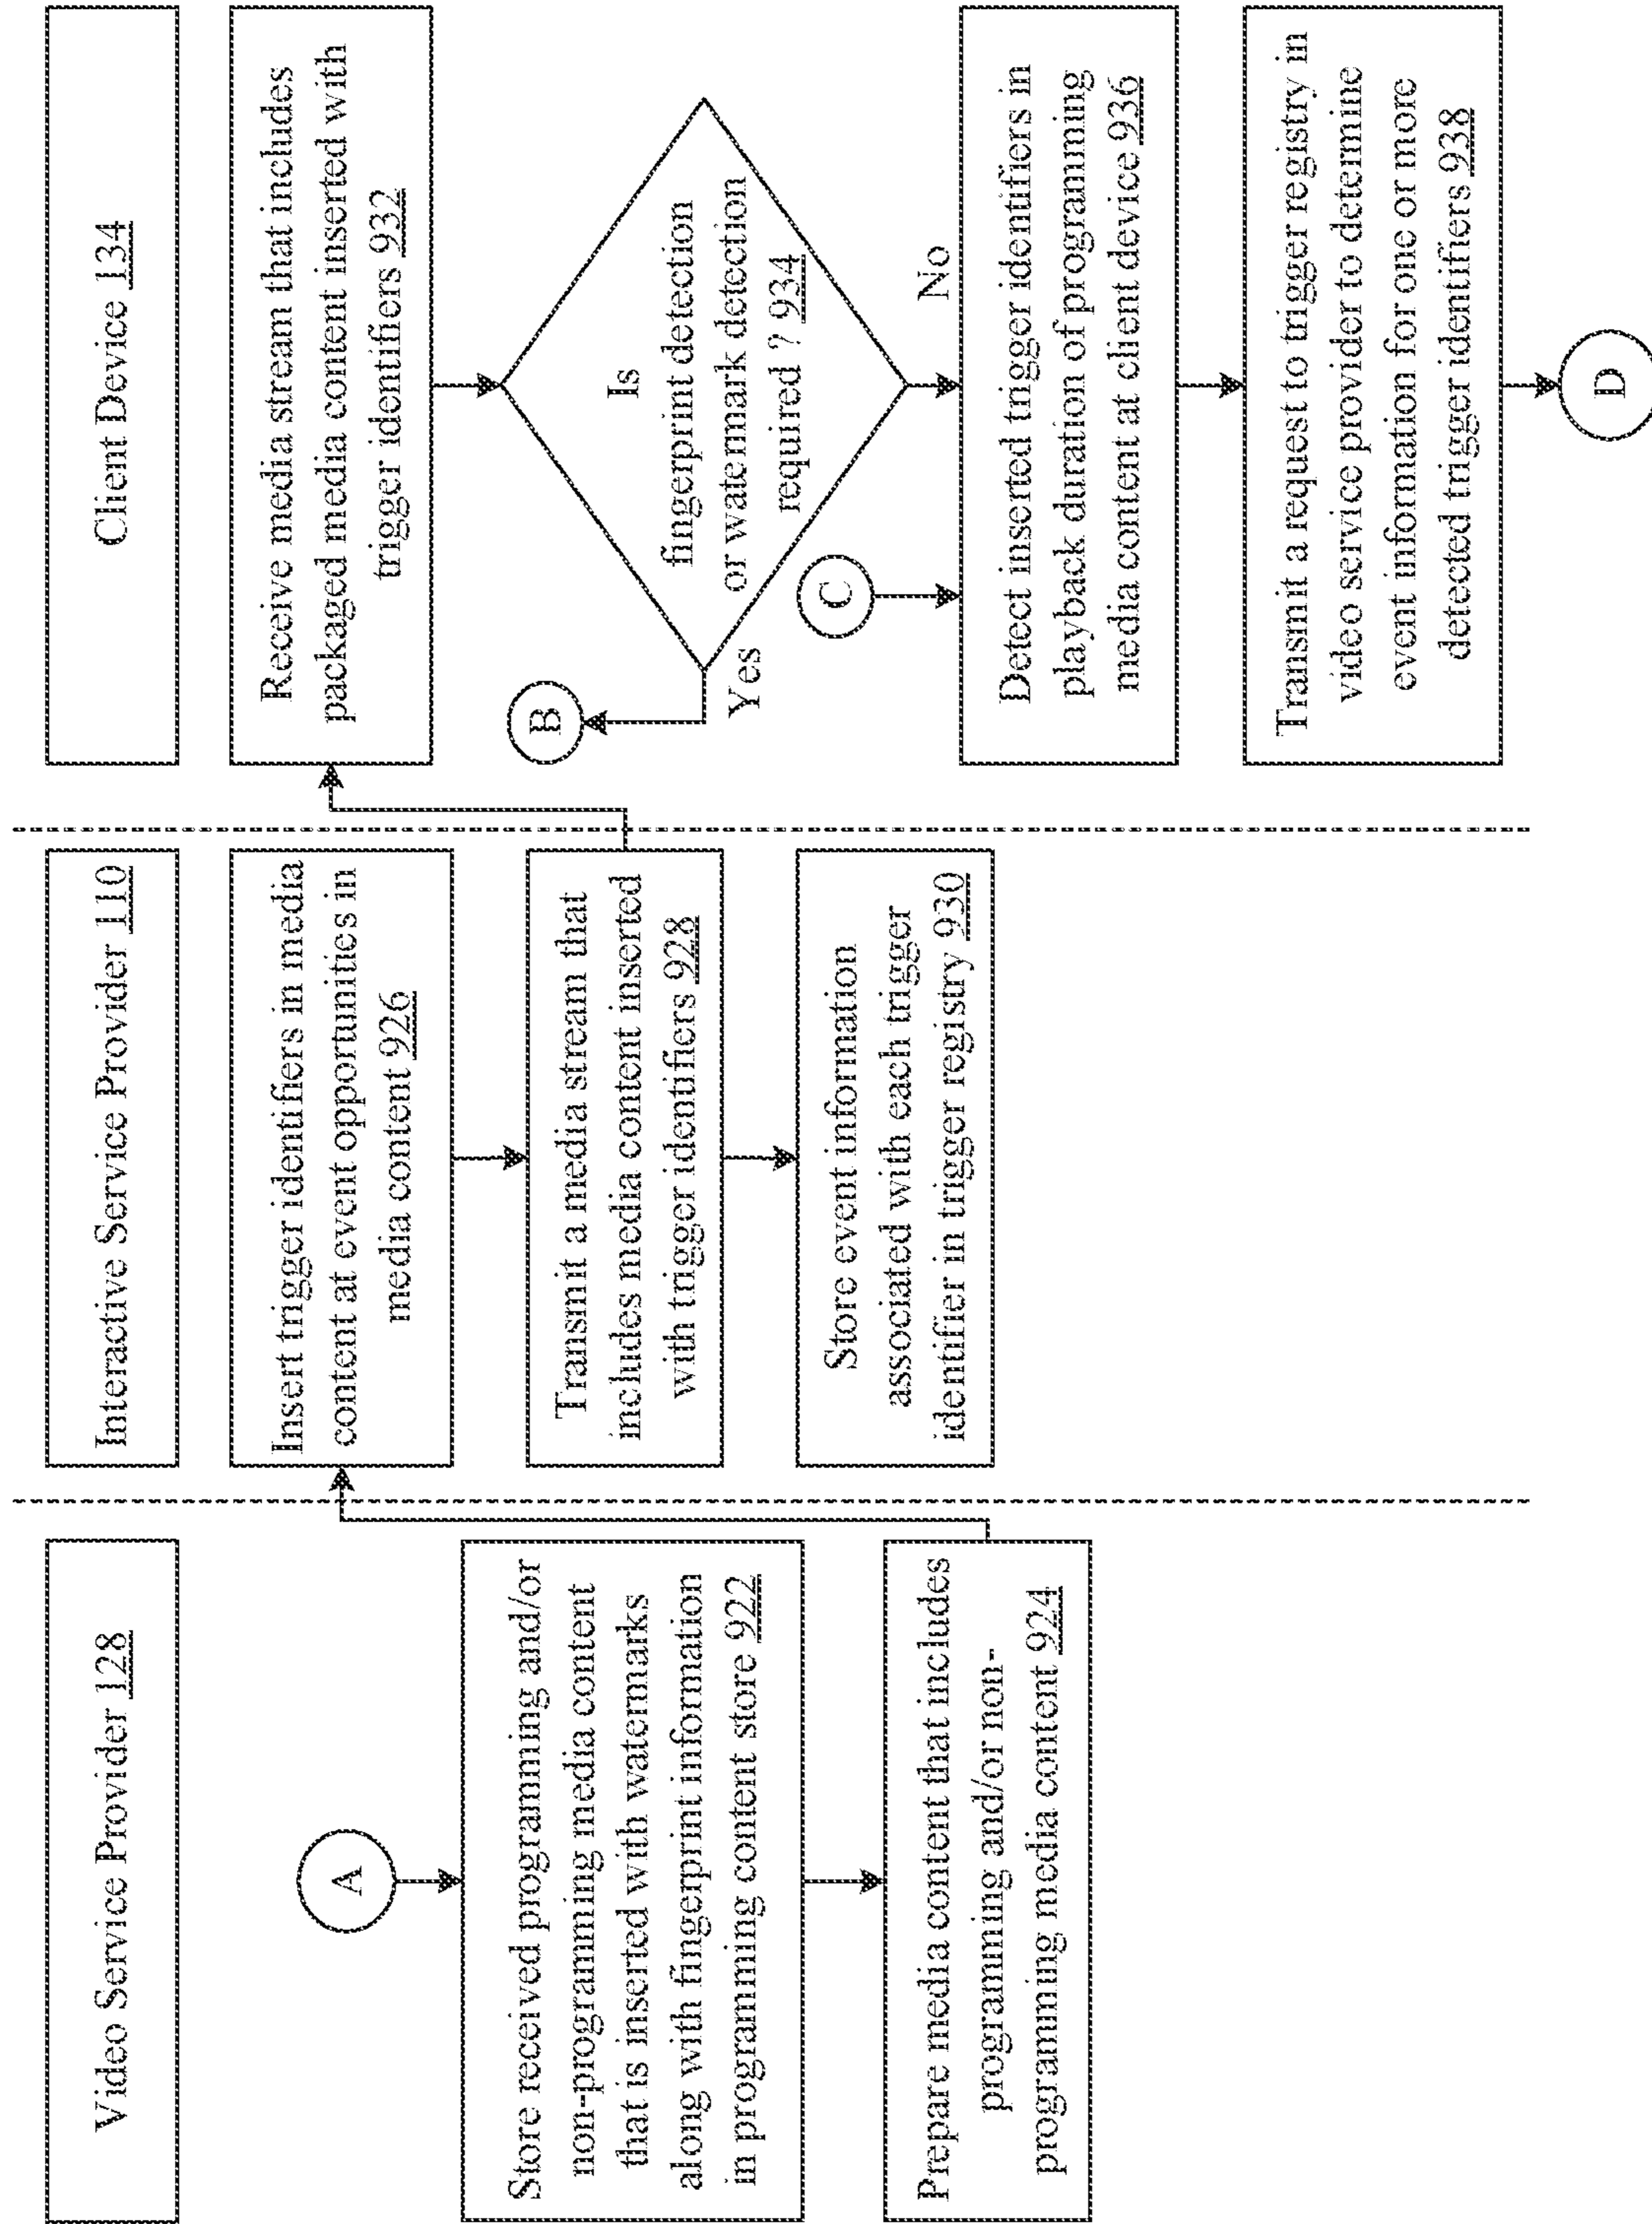 Video Service Provider 128
A
Store received programming and/or
non-programming media content
that is inserted with watermarks
along with fingerprint information
in programming content store 922
Prepare media content that includes
programming and/or non-
programming media content 924
Interactive Service Provider 110
Insert trigger identifiers in media
content at event opportunities in
media content 926
Transmit a media stream that
includes media content inserted
with trigger identifiers 928
Store event information
associated with each trigger
identifier in trigger registry 930
Client Device 134
Receive media stream that includes
packaged media content inserted with
trigger identifiers 932
Is
fingerprint detection
or watermark detection
required ? 934
Yes
B
No
C
Detect inserted trigger identifiers in
playback duration of programming
media content at client device 936
Transmit a request to trigger registry in
video service provider to determine
event information for one or more
detected trigger identifiers 938
D